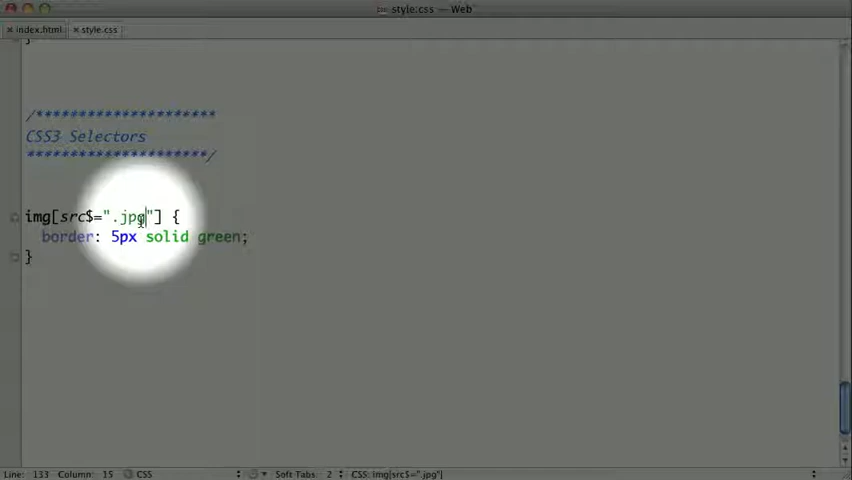 style.css — Web
index.html style.css
}
/*********************
CSS3 Selectors
*********************/
img[src$=".jpg"] {
border: 5px solid green;
}
Line: 133 Column: 15 CSS Soft Tabs: 2 CSS: img[src$=".jpg"]